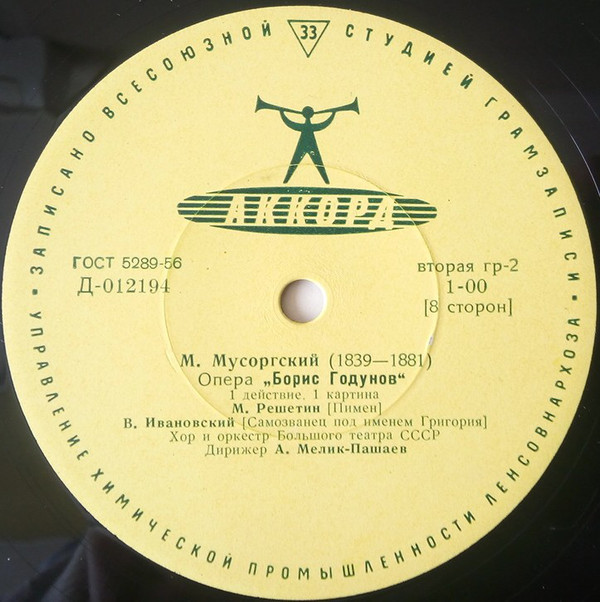 ЗАПИСАНО ВСЕСОЮЗНОЙ СТУДИЕЙ ГРАМЗАПИСИ
33
АККОРД
ГОСТ 5289-56
Д-012194
вторая гр-2
1-00
[8 сторон]
М. Мусоргский (1839—1881)
Опера „Борис Годунов“
1 действие, 1 картина
М. Решетин [Пимен]
В. Ивановский [Самозванец под именем Григория]
Хор и оркестр Большого театра СССР
Дирижер А. Мелик-Пашаев
УПРАВЛЕНИЕ ХИМИЧЕСКОЙ ПРОМЫШЛЕННОСТИ ЛЕНСОВНАРХОЗА